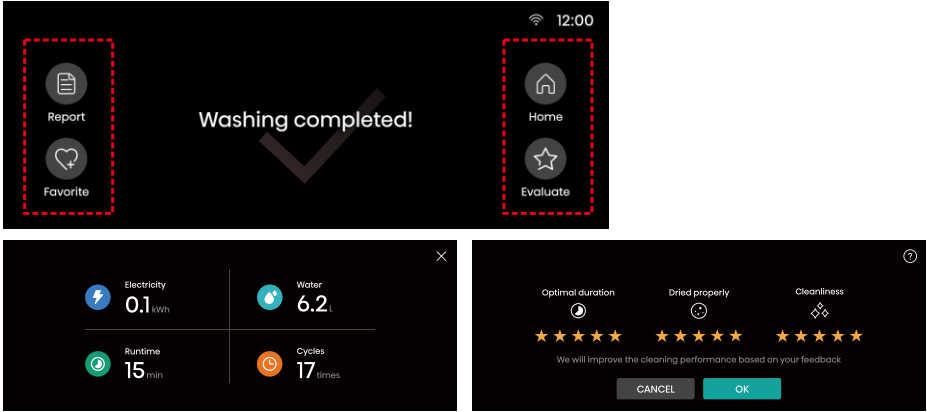 12:00
Report
Home
Washing completed!
Favorite
Evaluate
Electricity
0.1 kWh
Water
6.2 L
Runtime
15 min
Cycles
17 times
Optimal duration
Dried properly
Cleanliness
We will improve the cleaning performance based on your feedback
CANCEL
OK